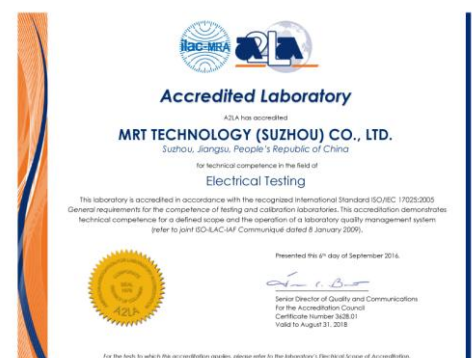 ilac-MRA
A2LA
Accredited Laboratory
A2LA has accredited
MRT TECHNOLOGY (SUZHOU) CO., LTD.
Suzhou, Jiangsu, People's Republic of China
for technical competence in the field of
Electrical Testing
This laboratory is accredited in accordance with the recognized International Standard ISO/IEC 17025:2005
General requirements for the competence of testing and calibration laboratories. This accreditation demonstrates
technical competence for a defined scope and the operation of a laboratory quality management system
(refer to joint ISO-ILAC-IAF Communiqué dated 8 January 2009).
Presented this 6th day of September 2016.
Senior Director of Quality and Communications
For the Accreditation Council
Certificate Number 3628.01
Valid to August 31, 2018
CORPORATE
SEAL
A2LA
For the tests to which this accreditation applies, please refer to the laboratory's Electrical Scope of Accreditation.